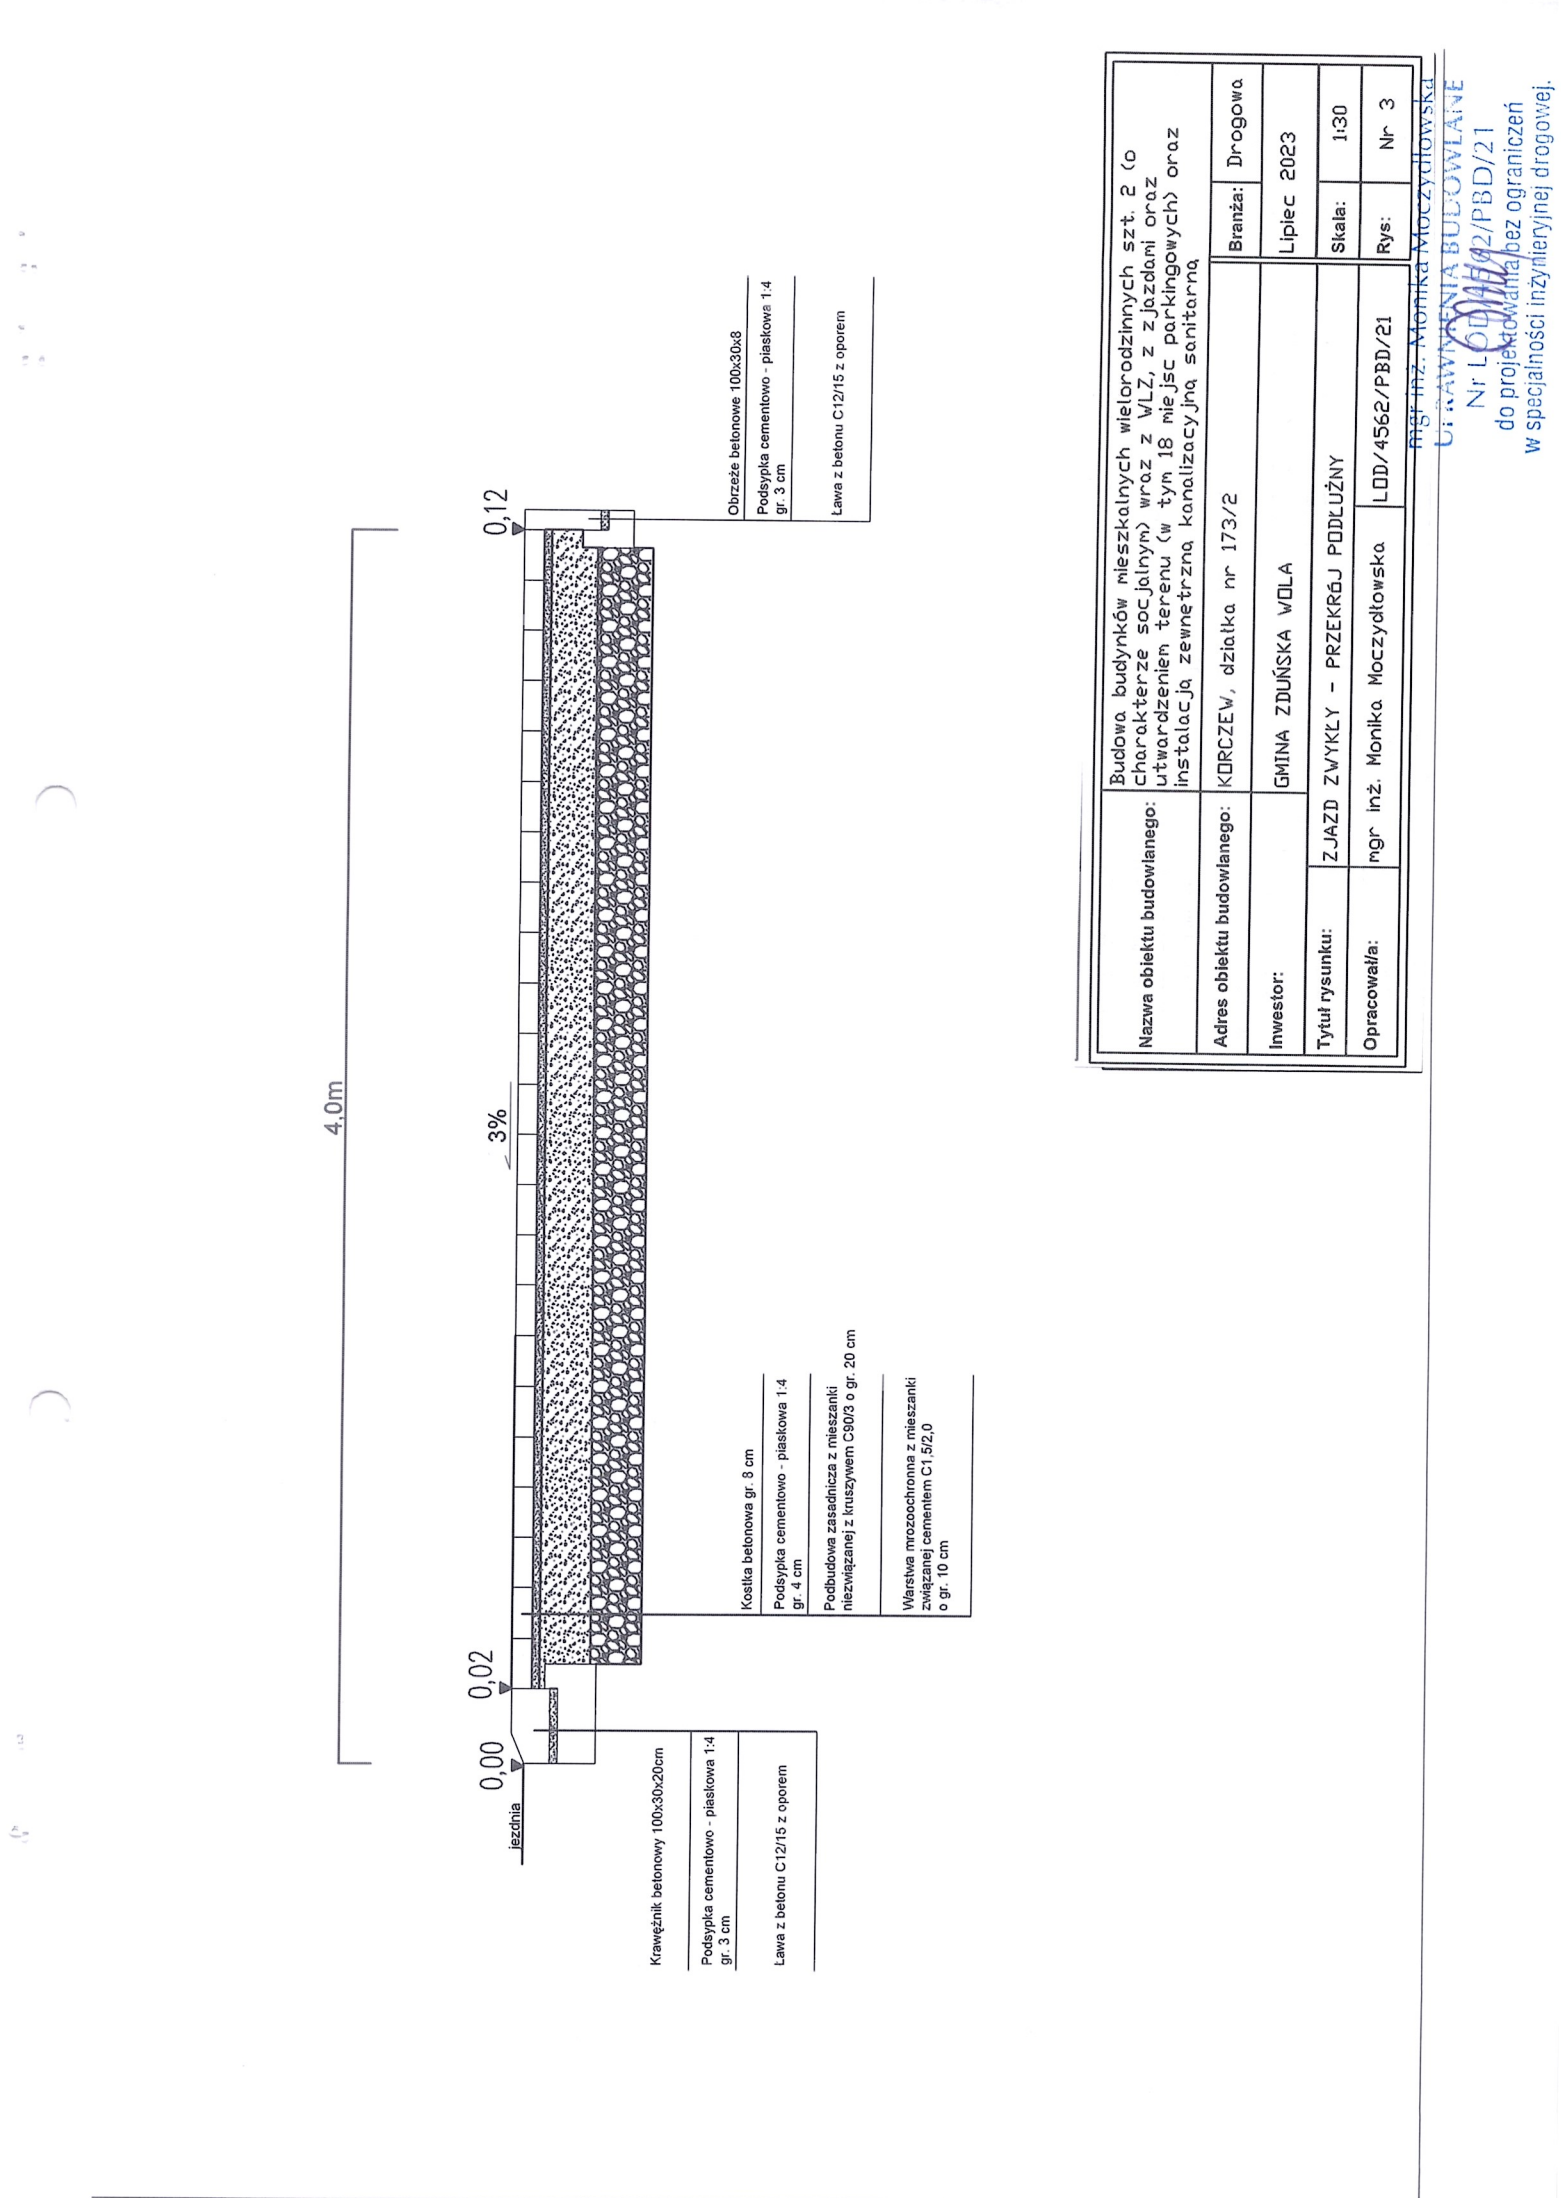 4,0m
3%
0,00
0,02
0,12
jezdnia
Krawężnik betonowy 100x30x20cm
Podsypka cementowo - piaskowa 1:4
gr. 3 cm
Ława z betonu C12/15 z oporem
Kostka betonowa gr. 8 cm
Podsypka cementowo - piaskowa 1:4
gr. 4 cm
Podbudowa zasadnicza z mieszanki
niezwiązanej z kruszywem C90/3 o gr. 20 cm
Warstwa mrozoochronna z mieszanki
związanej cementem C1,5/2,0
o gr. 10 cm
Obrzeże betonowe 100x30x8
Podsypka cementowo - piaskowa 1:4
gr. 3 cm
Ława z betonu C12/15 z oporem
Nazwa obiektu budowlanego:
Budowa budynków mieszkalnych wielorodzinnych szt. 2 (o
charakterze socjalnym) wraz z WLZ, z zjazdami oraz
utwardzeniem terenu (w tym 18 miejsc parkingowych) oraz
instalacją zewnętrzną kanalizacyjną sanitarną
Adres obiektu budowlanego: KORCZEW, działka nr 173/2
Branża: Drogowa
Inwestor: GMINA ZDUŃSKA WOLA
Lipiec 2023
Tytuł rysunku: ZJAZD ZWYKŁY - PRZEKRÓJ PODŁUŻNY
Skala: 1:30
Opracował/a: mgr inż. Monika Moczydłowska LOD/4562/PBD/21
Rys: Nr 3
mgr inż. Monika Moczydłowska
UPRAWNIENIA BUDOWLANE
Nr LOD/4562/PBD/21
do projektowania bez ograniczeń
w specjalności inżynieryjnej drogowej.